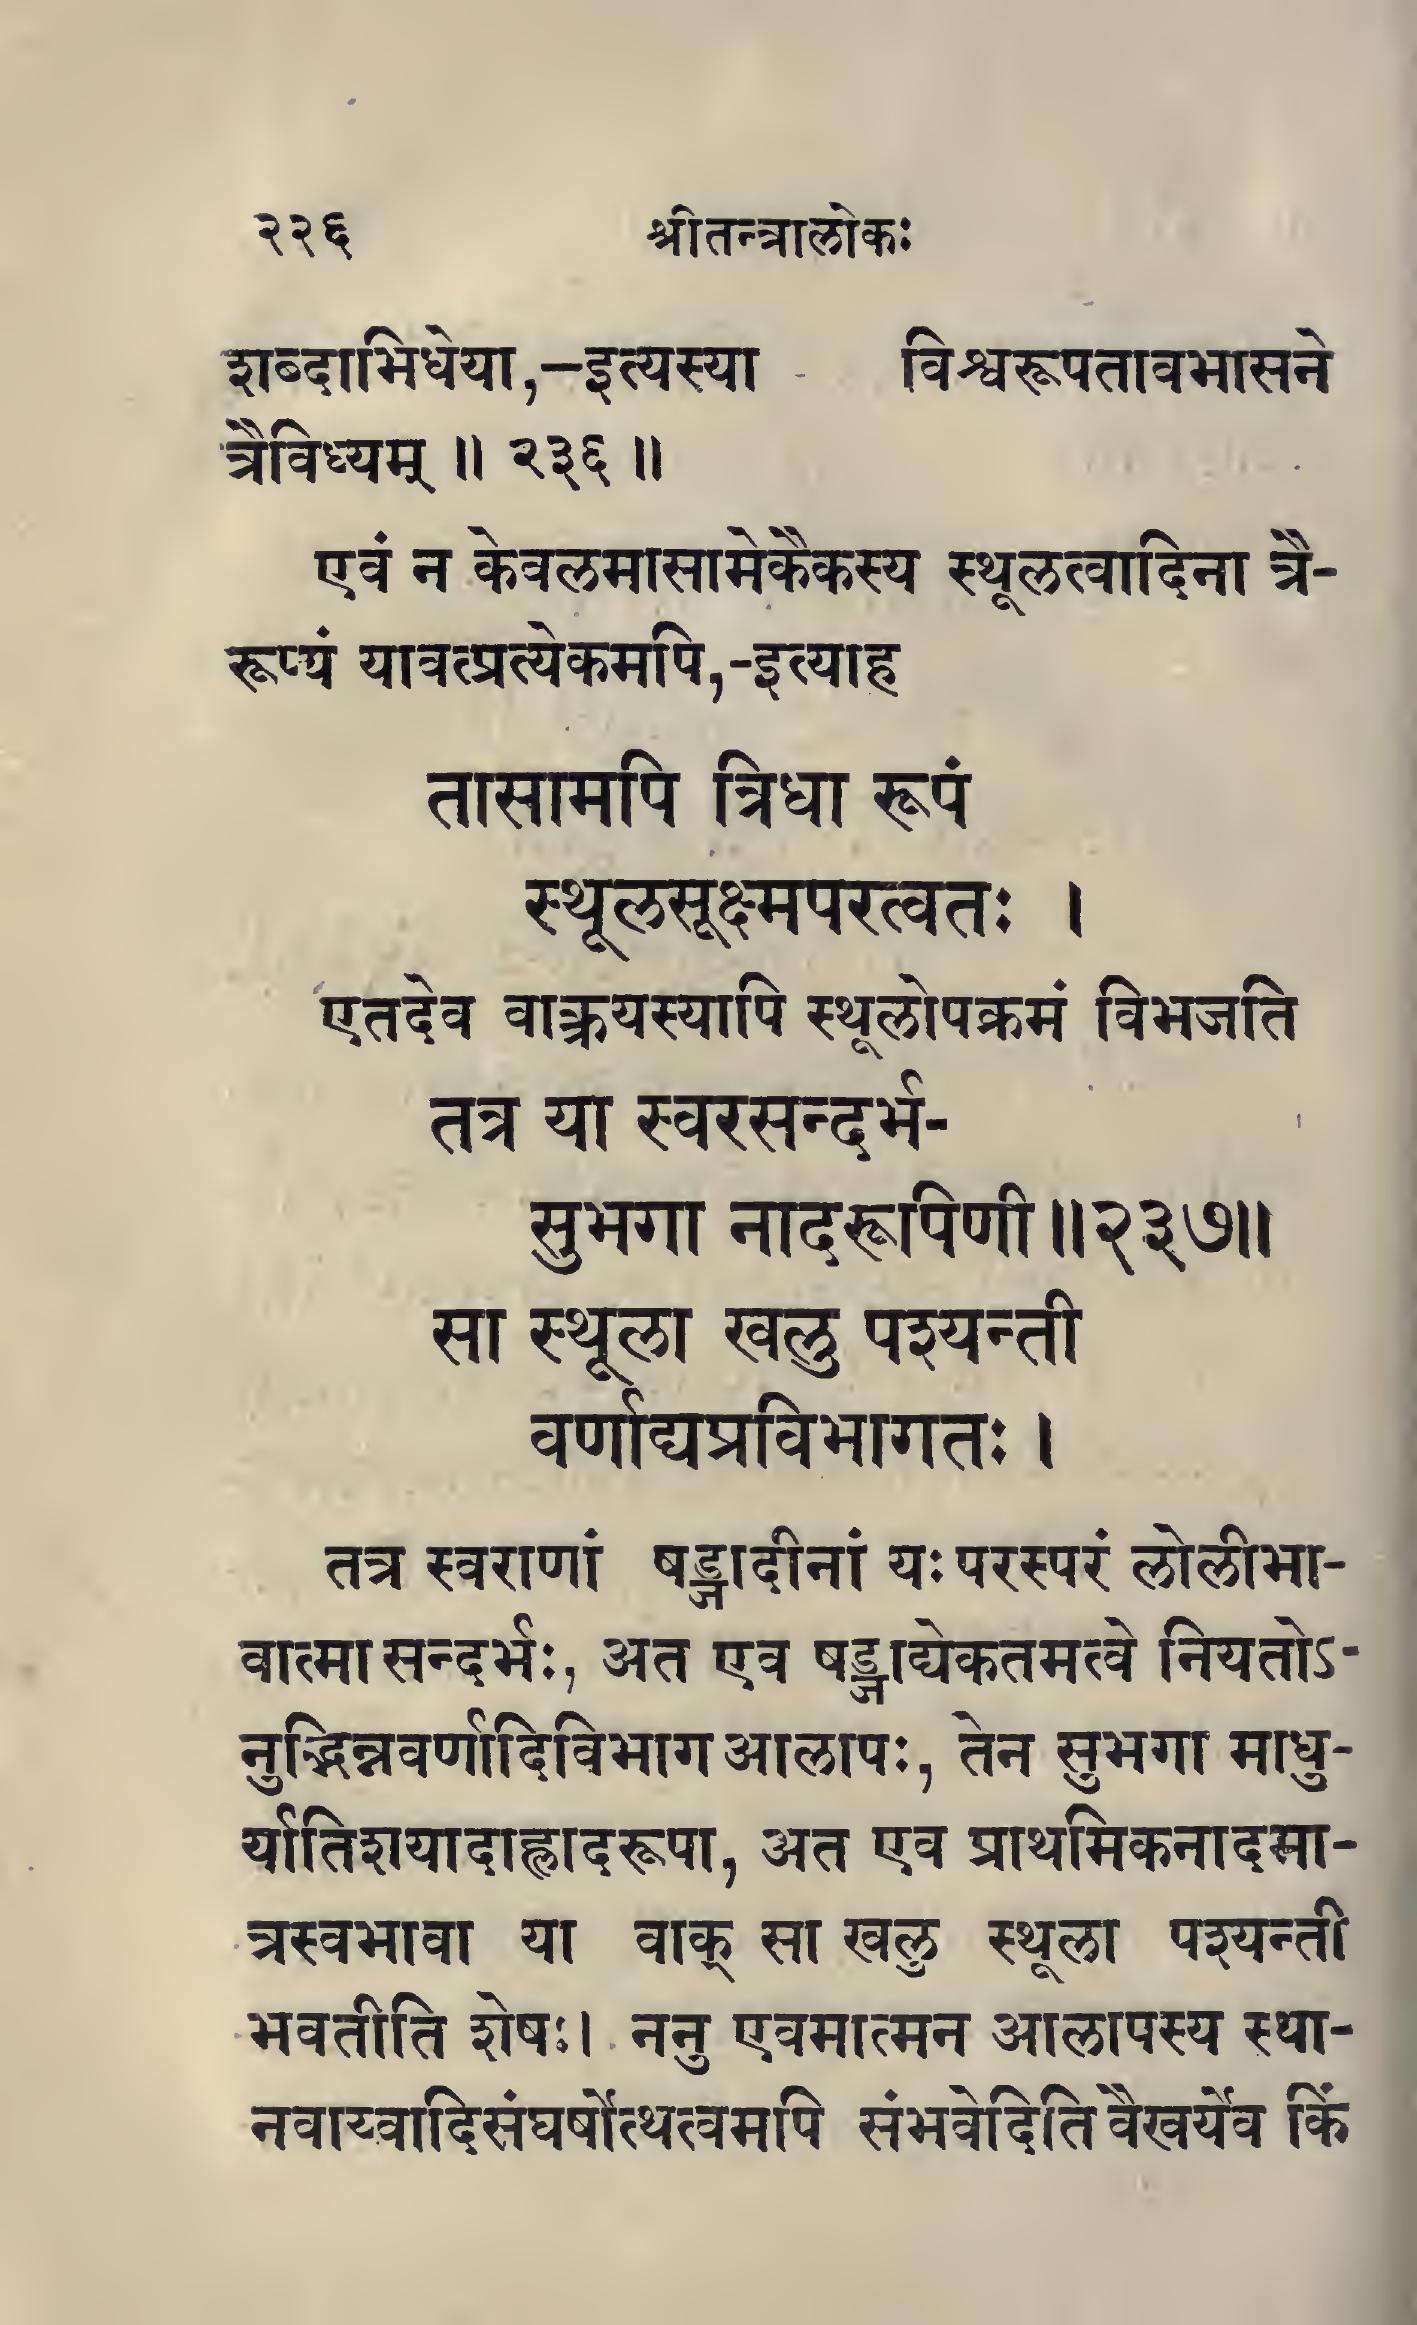 २२६ श्रीतन्त्रालोकः
शब्दाभिधेया,—इत्यस्या विश्वरूपतावभासने
त्रैविध्यम् ॥ २३६ ॥
एवं न केवलमासामेकैकस्य स्थूलत्वादिना त्रै-
रूप्यं यावत्प्रत्येकमपि,-इत्याह
तासामपि त्रिधा रूपं
स्थूलसूक्ष्मपरत्वतः ।
एतदेव वाक्त्रयस्यापि स्थूलोपक्रमं विभजति
तत्र या स्वरसन्दर्भ-
सुभगा नादरूपिणी॥२३७॥
सा स्थूला खलु पश्यन्ती
वर्णाद्यप्रविभागतः ।
तत्र स्वराणां षड्जादीनां यः परस्परं लोलीभा-
वात्मा सन्दर्भः, अत एव षड्जाद्येकतमत्वे नियतोऽ-
नुद्भिन्नवर्णादिविभाग आलापः, तेन सुभगा माधु-
र्यातिशयादाह्लादरूपा, अत एव प्राथमिकनादमा-
त्रस्वभावा या वाक् सा खलु स्थूला पश्यन्ती
भवतीति शेषः। ननु एवमात्मन आलापस्य स्था-
नवाय्वादिसंघर्षोत्थत्वमपि संभवेदिति वैखर्येव किं